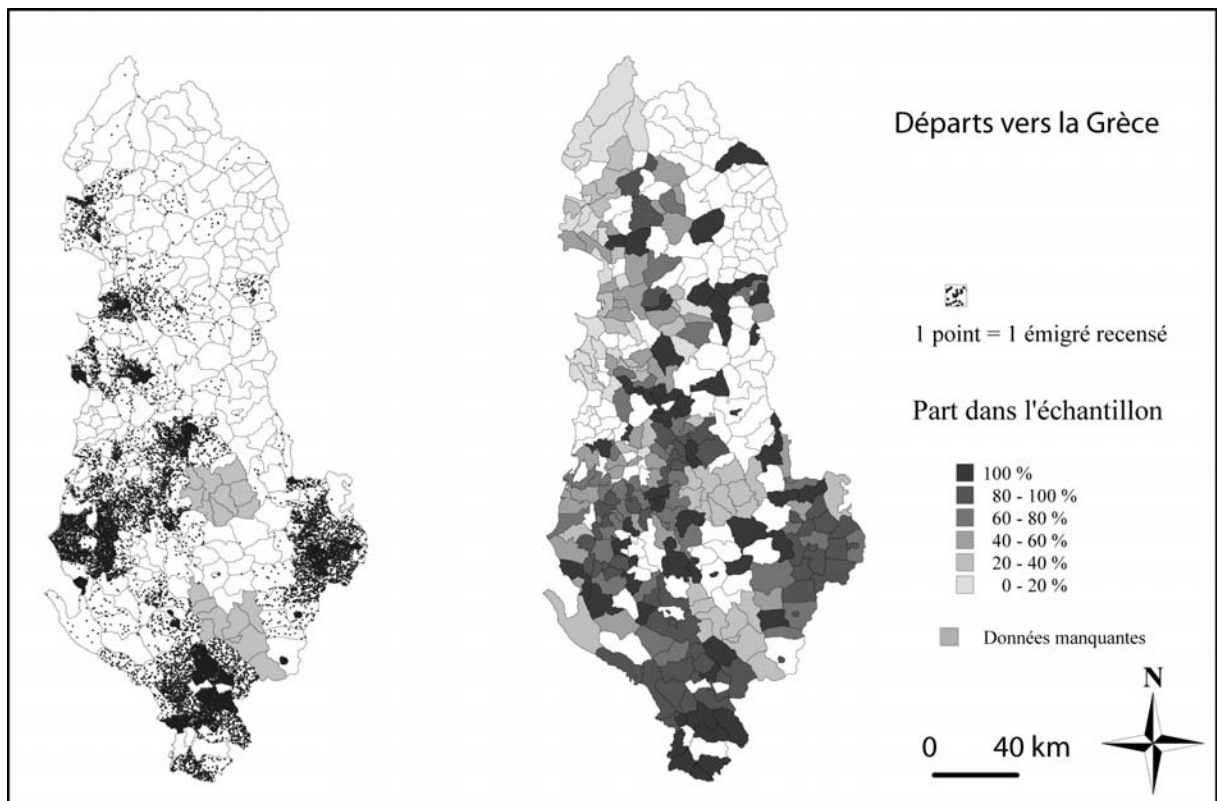 Départs vers la Grèce
1 point = 1 émigré recensé
Part dans l'échantillon
100 %
80 - 100 %
60 - 80 %
40 - 60 %
20 - 40 %
0 - 20 %
Données manquantes
N
0 40 km